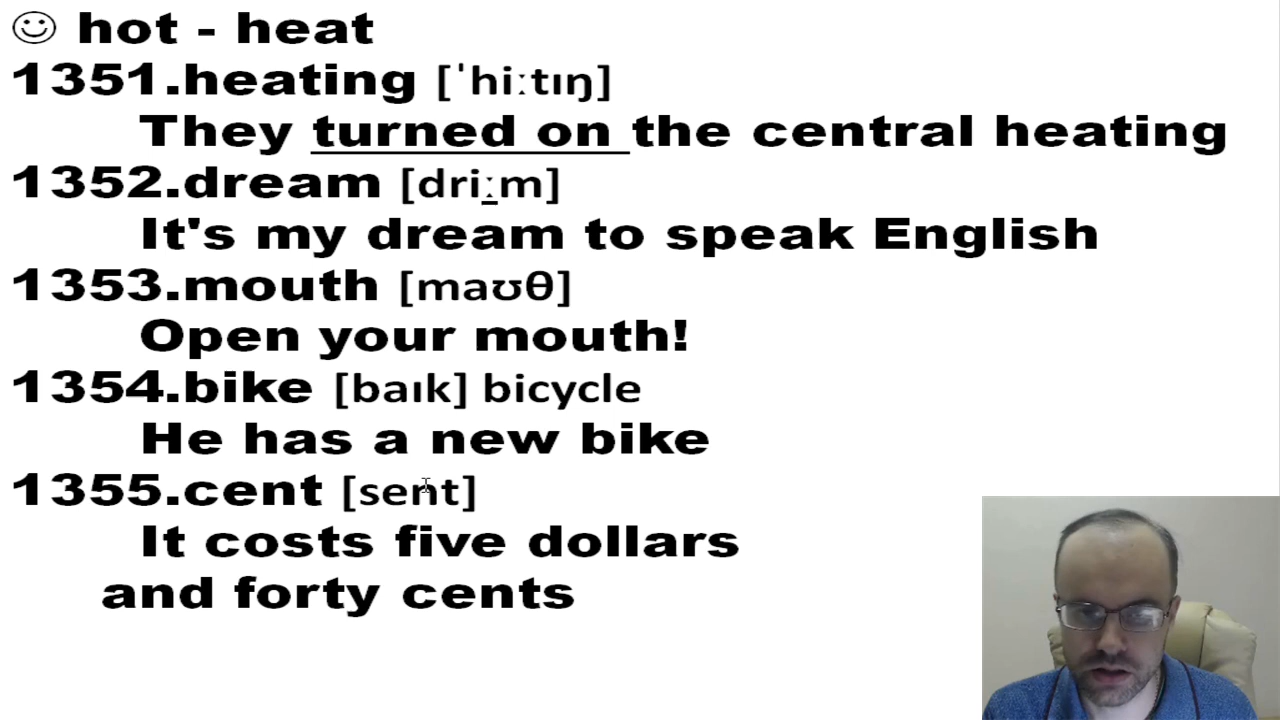 ☺ hot - heat
1351.heating [ˈhiːtɪŋ]
They turned on the central heating
1352.dream [driːm]
It's my dream to speak English
1353.mouth [maʊθ]
Open your mouth!
1354.bike [baɪk] bicycle
He has a new bike
1355.cent [sent]
It costs five dollars
and forty cents